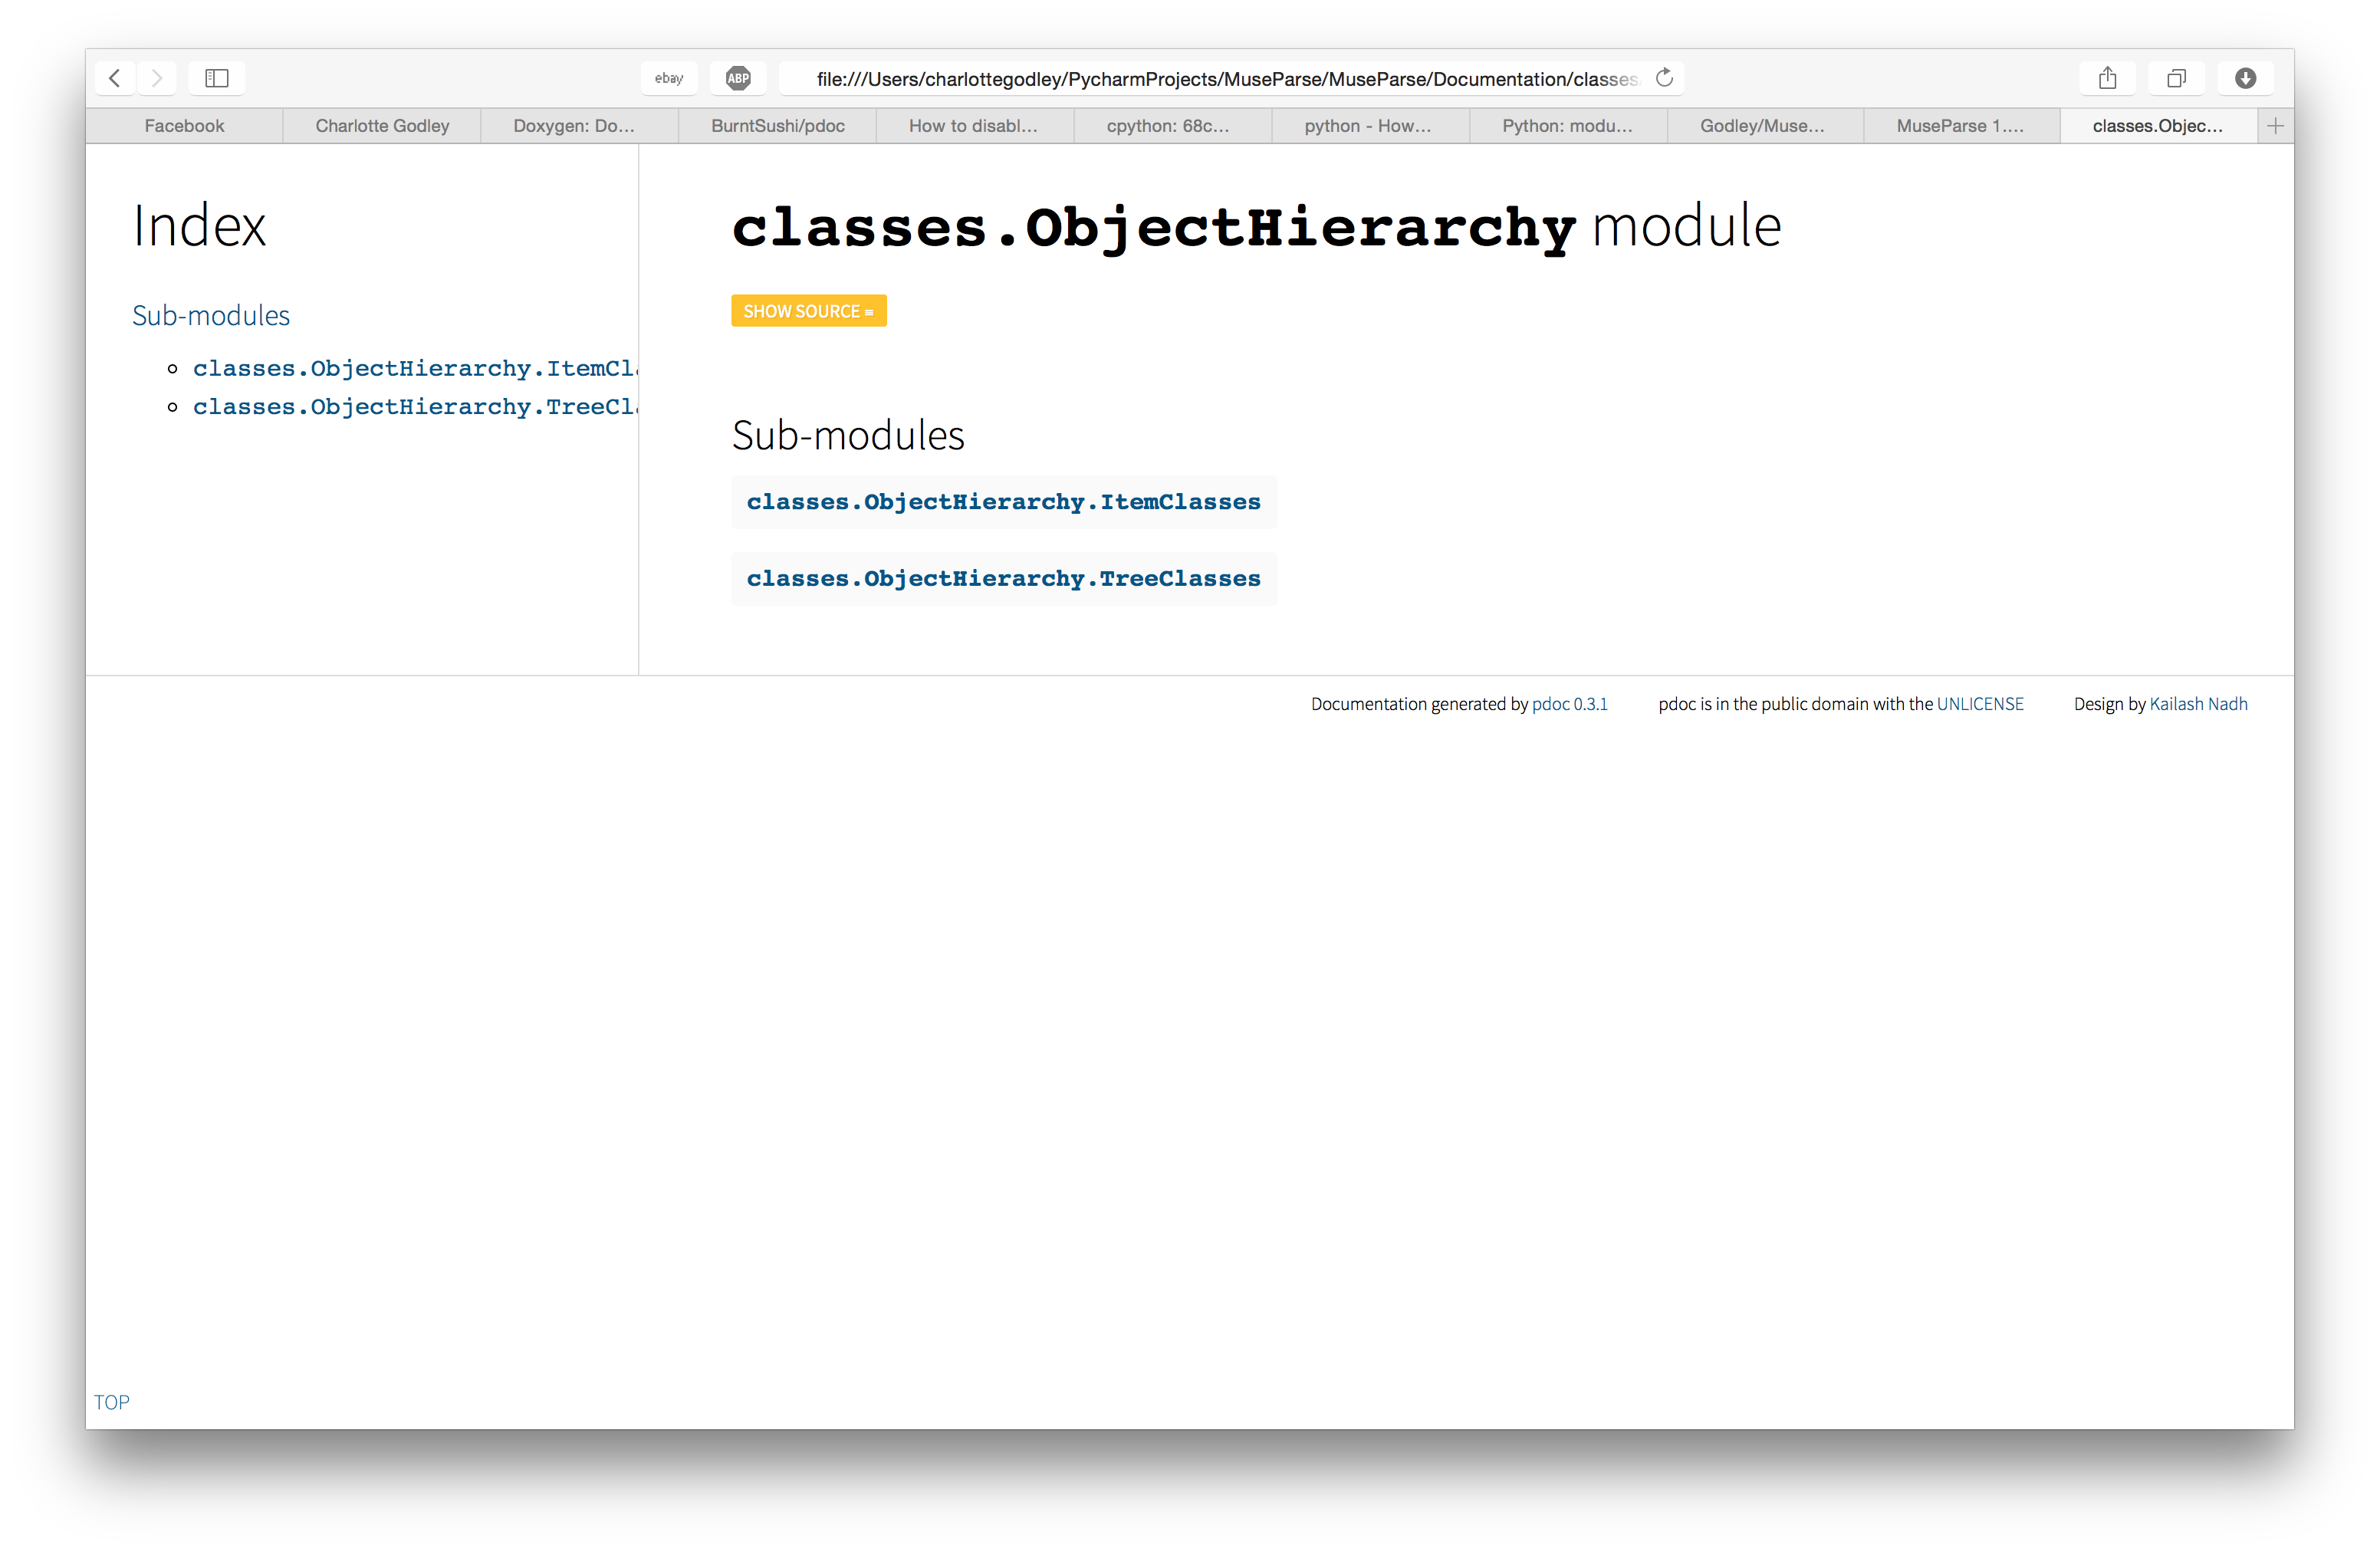 ebay ABP file:///Users/charlottegodley/PycharmProjects/MuseParse/MuseParse/Documentation/classes
Facebook Charlotte Godley Doxygen: Do… BurntSushi/pdoc How to disabl… cpython: 68c… python - How… Python: modu… Godley/Muse… MuseParse 1.… classes.Objec…
Index
Sub-modules
classes.ObjectHierarchy.ItemCl
classes.ObjectHierarchy.TreeCl
classes.ObjectHierarchy module
SHOW SOURCE ≡
Sub-modules
classes.ObjectHierarchy.ItemClasses
classes.ObjectHierarchy.TreeClasses
Documentation generated by pdoc 0.3.1 pdoc is in the public domain with the UNLICENSE Design by Kailash Nadh
TOP